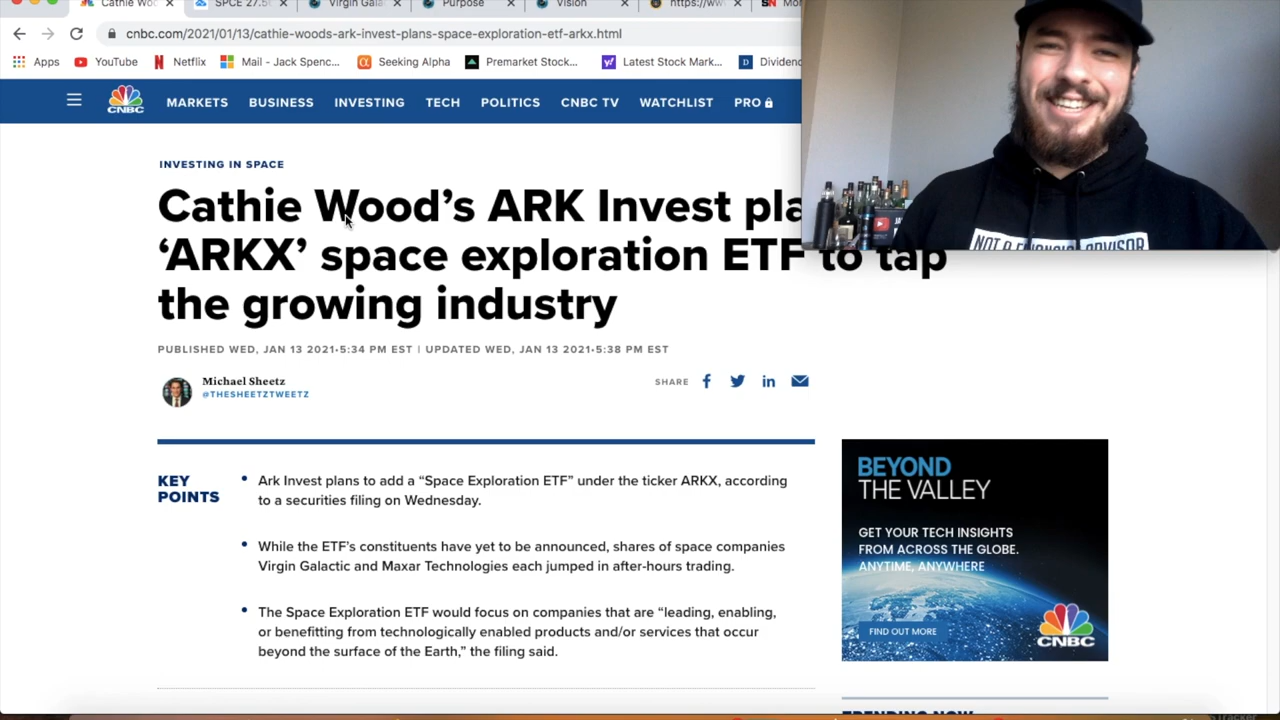 Cathie Woo
SPCE 27.5
Virgin Gala
Purpose
Vision
https://ww
cnbc.com/2021/01/13/cathie-woods-ark-invest-plans-space-exploration-etf-arkx.html
Apps
YouTube
Netflix
Mail - Jack Spenc...
Seeking Alpha
Premarket Stock...
Latest Stock Mark...
D
Dividenc
CNBC
MARKETS
BUSINESS
INVESTING
TECH
POLITICS
CNBC TV
WATCHLIST
PRO
INVESTING IN SPACE
Cathie Wood’s ARK Invest pla
‘ARKX’ space exploration ETF to tap
the growing industry
PUBLISHED WED, JAN 13 2021•5:34 PM EST | UPDATED WED, JAN 13 2021•5:38 PM EST
Michael Sheetz
@THESHEETZTWEETZ
SHARE
KEY
POINTS
Ark Invest plans to add a “Space Exploration ETF” under the ticker ARKX, according
to a securities filing on Wednesday.
While the ETF’s constituents have yet to be announced, shares of space companies
Virgin Galactic and Maxar Technologies each jumped in after-hours trading.
The Space Exploration ETF would focus on companies that are “leading, enabling,
or benefitting from technologically enabled products and/or services that occur
beyond the surface of the Earth,” the filing said.
BEYOND
THE VALLEY
GET YOUR TECH INSIGHTS
FROM ACROSS THE GLOBE.
ANYTIME, ANYWHERE
FIND OUT MORE
CNBC
TRENDING NOW
NOT A FINANCIAL ADVISOR